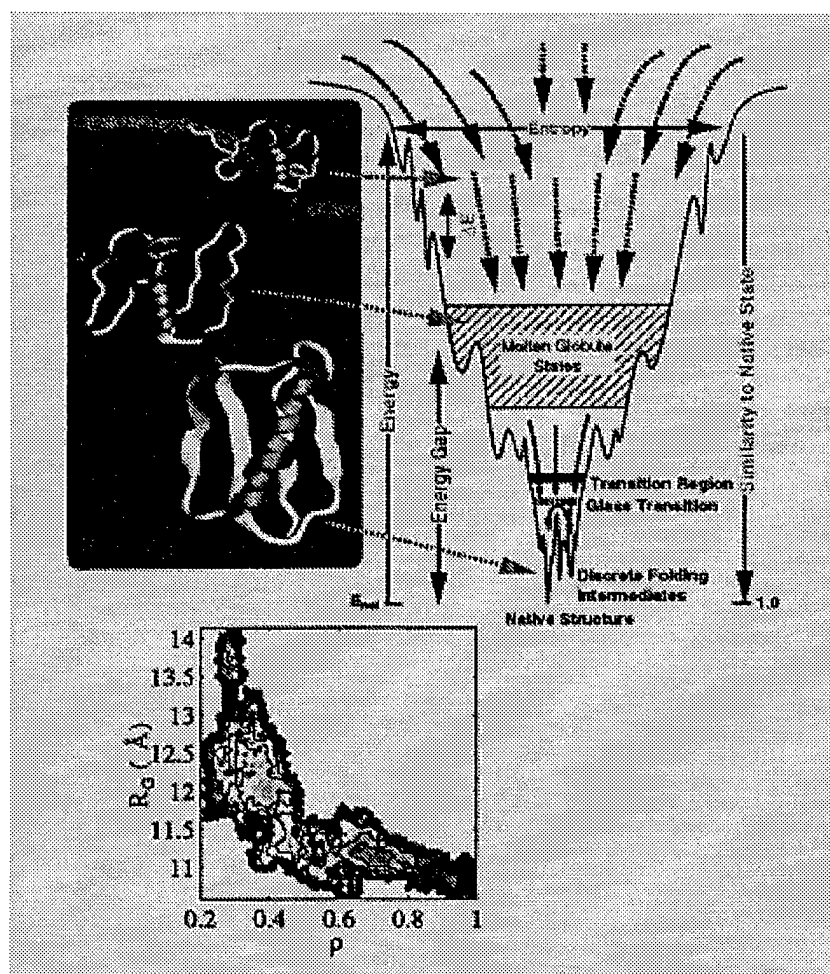 Entropy
ΔE
Molten Globule
States
Energy
Energy Gap
Similarity to Native State
Transition Region
Glass Transition
Discrete Folding
Intermediates
E
1.0
Native Structure
14
13.5
13
12.5
12
11.5
11
R_G (Å)
0.2 0.4 0.6 0.8 1
ρ